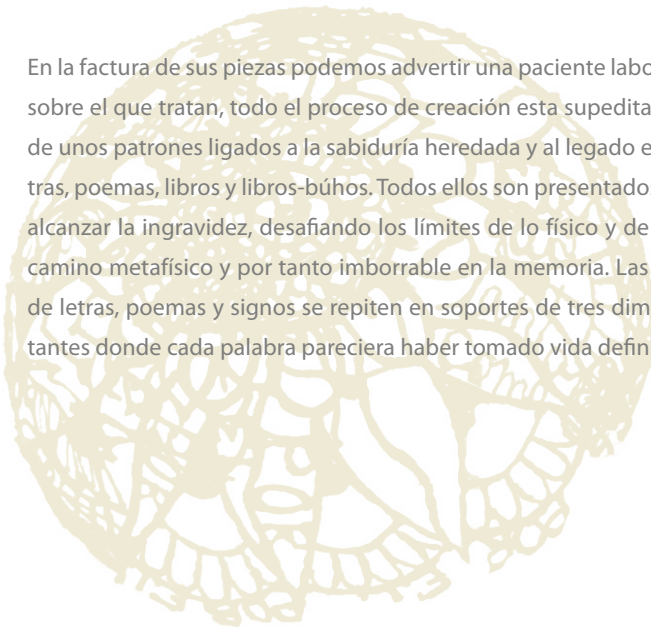 En la factura de sus piezas podemos advertir una paciente labo
sobre el que tratan, todo el proceso de creación esta supedita
de unos patrones ligados a la sabiduría heredada y al legado e
tras, poemas, libros y libros-búhos. Todos ellos son presentados
alcanzar la ingravidez, desafiando los límites de lo físico y de
camino metafísico y por tanto imborrable en la memoria. Las
de letras, poemas y signos se repiten en soportes de tres dim
tantes donde cada palabra pareciera haber tomado vida defin